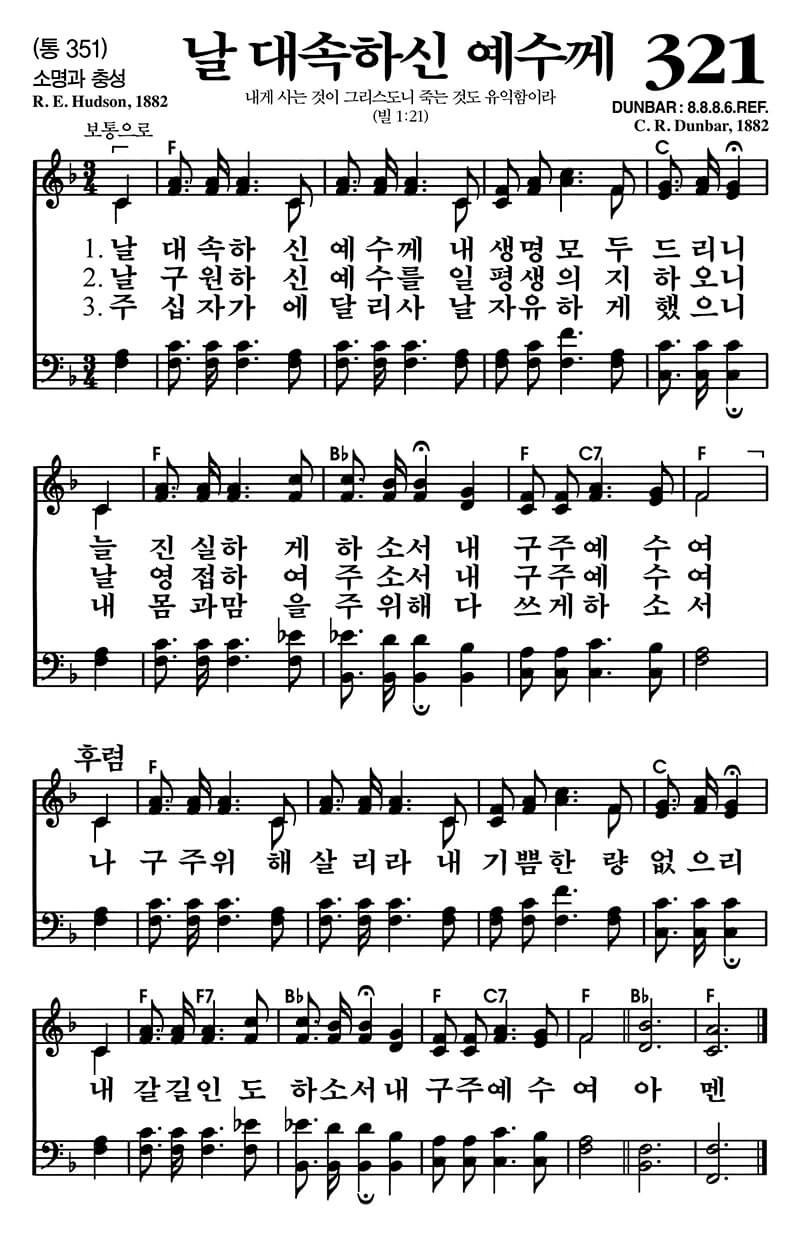 (통 351)
소명과 충성
R. E. Hudson, 1882
날 대속하신 예수께
321
내게 사는 것이 그리스도니 죽는 것도 유익함이라
(빌 1:21)
DUNBAR : 8.8.8.6.REF.
C. R. Dunbar, 1882
보통으로
F C
1. 날 대 속하 신 예 수께 내 생명 모 두 드리니
2. 날 구 원하 신 예 수를 일 평생 의 지 하오니
3. 주 십 자가 에 달 리사 날 자유 하 게 했으니
F B♭ F C7 F
늘 진 실하 게 하 소서 내 구주 예 수 여
날 영 접하 여 주 소서 내 구주 예 수 여
내 몸 과맘 을 주 위해 다 쓰게 하 소 서
후렴
F C
나 구 주위 해 살 리라 내 기쁨 한 량 없으리
F F7 B♭ F C7 F B♭ F
내 갈 길인 도 하 소서 내 구주 예 수 여 아 멘